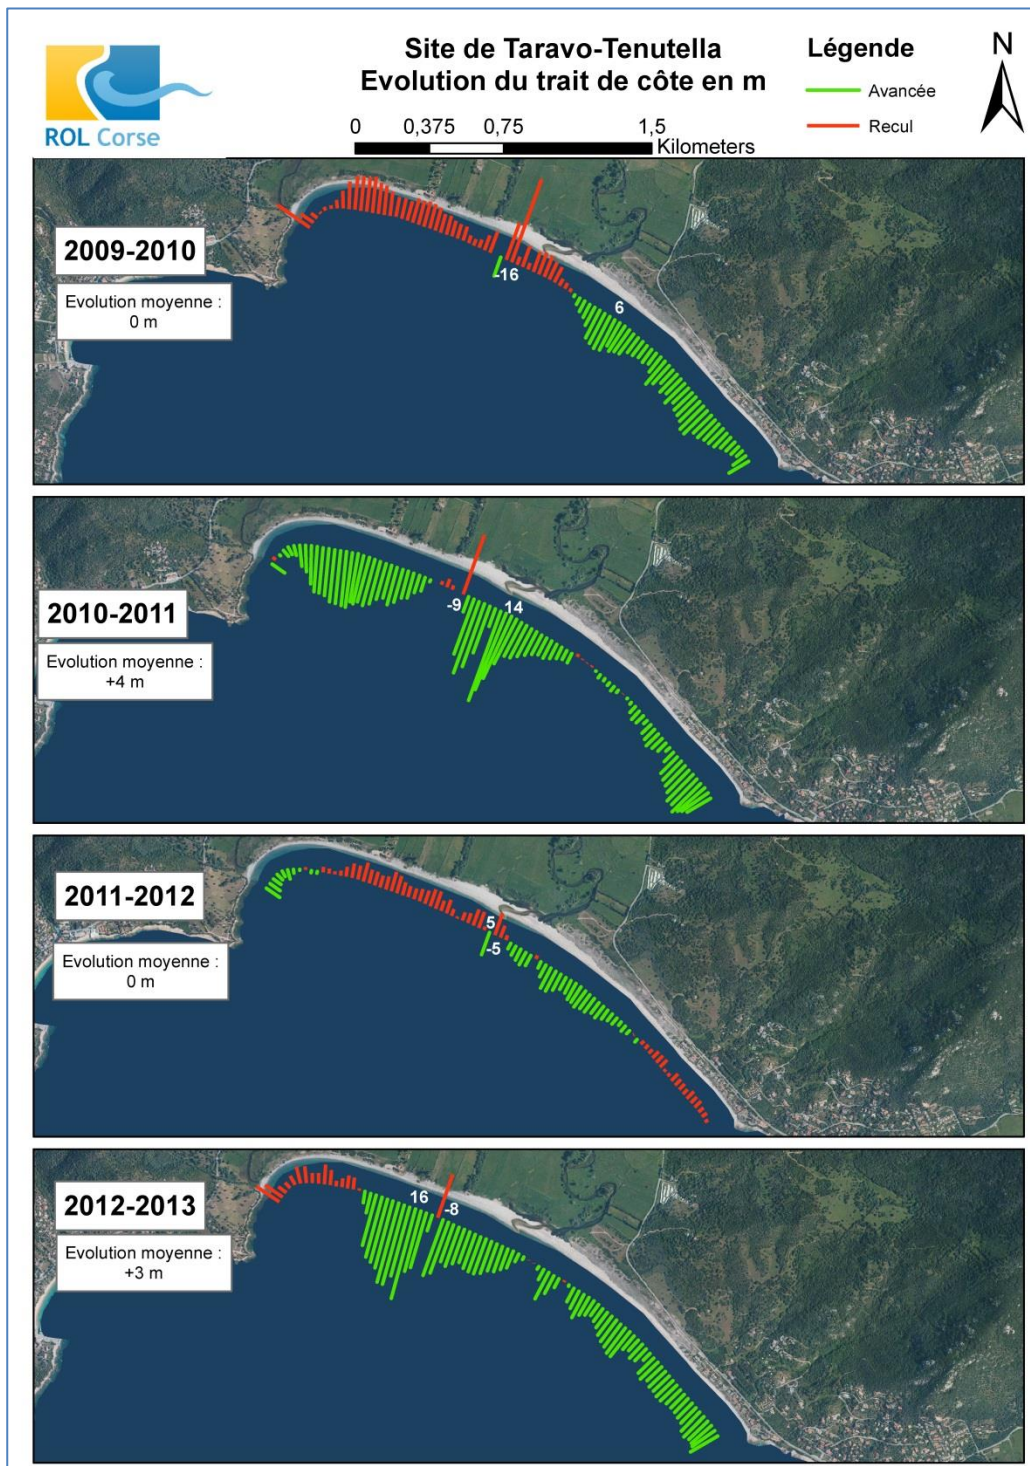 Site de Taravo-Tenutella
Evolution du trait de côte en m
Légende
Avancée
Recul
N
ROL Corse
0 0,375 0,75 1,5
Kilometers
2009-2010
Evolution moyenne :
0 m
-16
6
2010-2011
Evolution moyenne :
+4 m
-9
14
2011-2012
Evolution moyenne :
0 m
5
-5
2012-2013
Evolution moyenne :
+3 m
16
-8